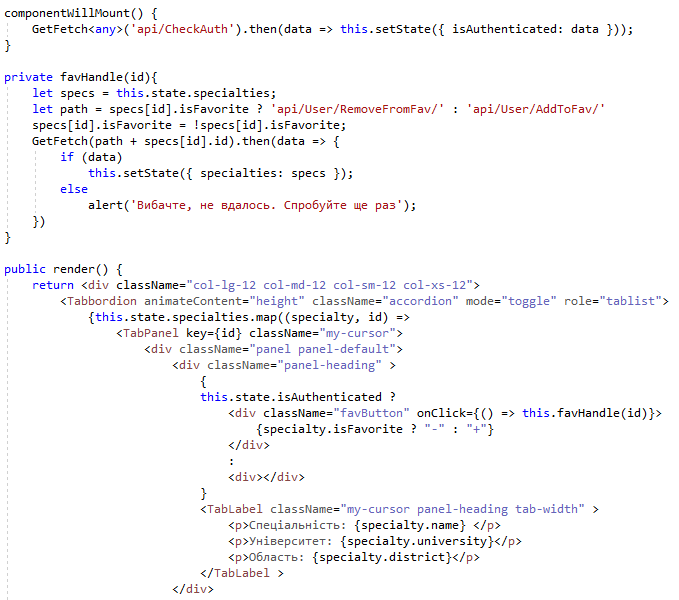 componentWillMount() {
    GetFetch<any>('api/CheckAuth').then(data => this.setState({ isAuthenticated: data }));
}

private favHandle(id){
    let specs = this.state.specialties;
    let path = specs[id].isFavorite ? 'api/User/RemoveFromFav/' : 'api/User/AddToFav/'
    specs[id].isFavorite = !specs[id].isFavorite;
    GetFetch(path + specs[id].id).then(data => {
        if (data)
            this.setState({ specialties: specs });
        else
            alert('Вибачте, не вдалось. Спробуйте ще раз');
    })
}

public render() {
    return <div className="col-lg-12 col-md-12 col-sm-12 col-xs-12">
        <Tabbordion animateContent="height" className="accordion" mode="toggle" role="tablist">
            {this.state.specialties.map((specialty, id) =>
                <TabPanel key={id} className="my-cursor">
                    <div className="panel panel-default">
                        <div className="panel-heading" >
                            {
                            this.state.isAuthenticated ?
                                <div className="favButton" onClick={() => this.favHandle(id)}>
                                    {specialty.isFavorite ? "-" : "+"}
                                </div>
                                :
                                <div></div>
                            }
                            <TabLabel className="my-cursor panel-heading tab-width" >
                                <p>Спеціальність: {specialty.name} </p>
                                <p>Університет: {specialty.university}</p>
                                <p>Область: {specialty.district}</p>
                            </TabLabel >
                        </div>